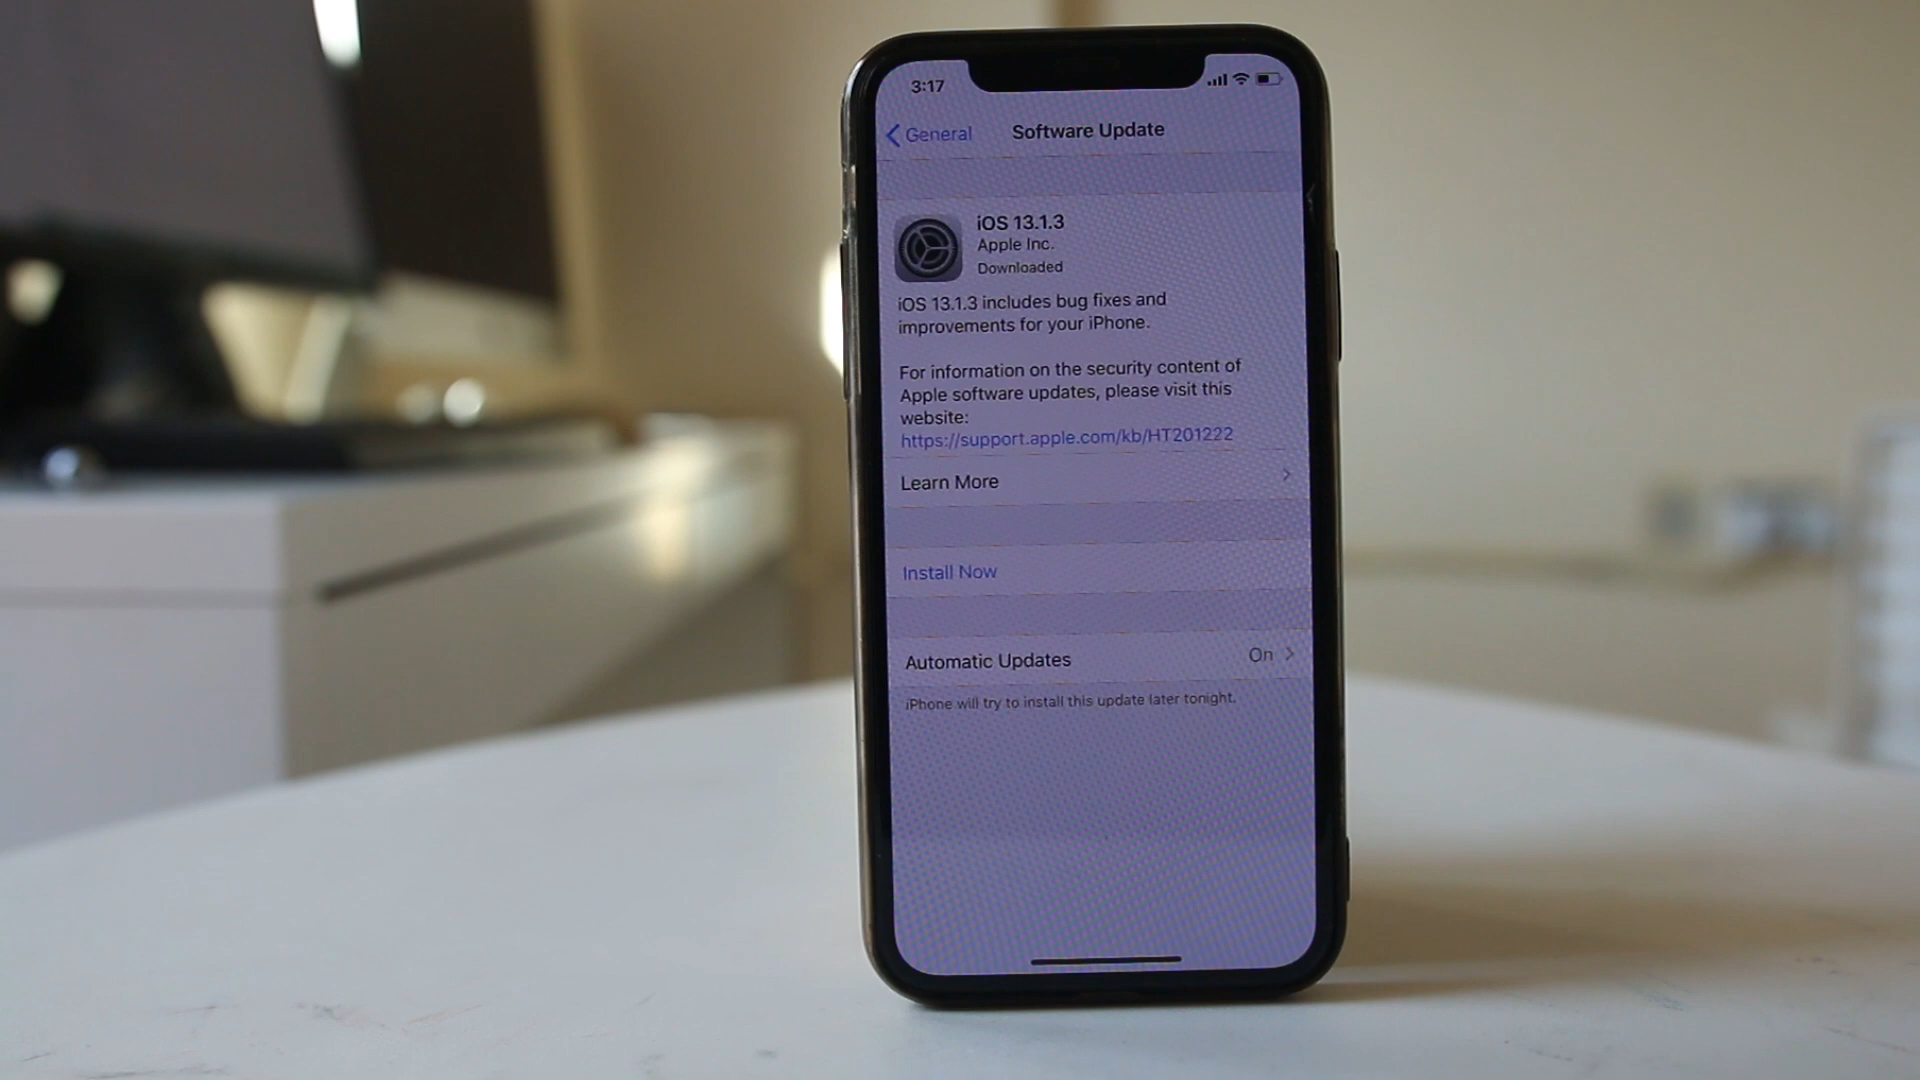 3:17
General
Software Update
iOS 13.1.3
Apple Inc.
Downloaded
iOS 13.1.3 includes bug fixes and
improvements for your iPhone.
For information on the security content of
Apple software updates, please visit this
website:
https://support.apple.com/kb/HT201222
Learn More
Install Now
Automatic Updates On
iPhone will try to install this update later tonight.